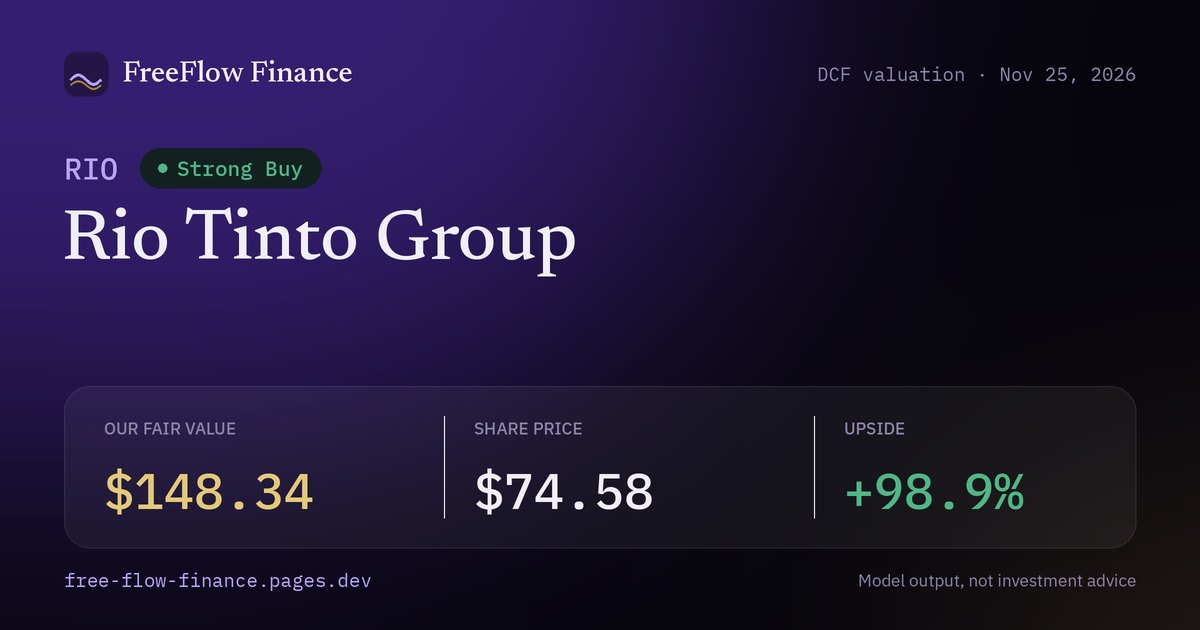 FreeFlow Finance
DCF valuation · Nov 25, 2026
RIO
Strong Buy
Rio Tinto Group
OUR FAIR VALUE
$148.34
SHARE PRICE
$74.58
UPSIDE
+98.9%
free-flow-finance.pages.dev
Model output, not investment advice